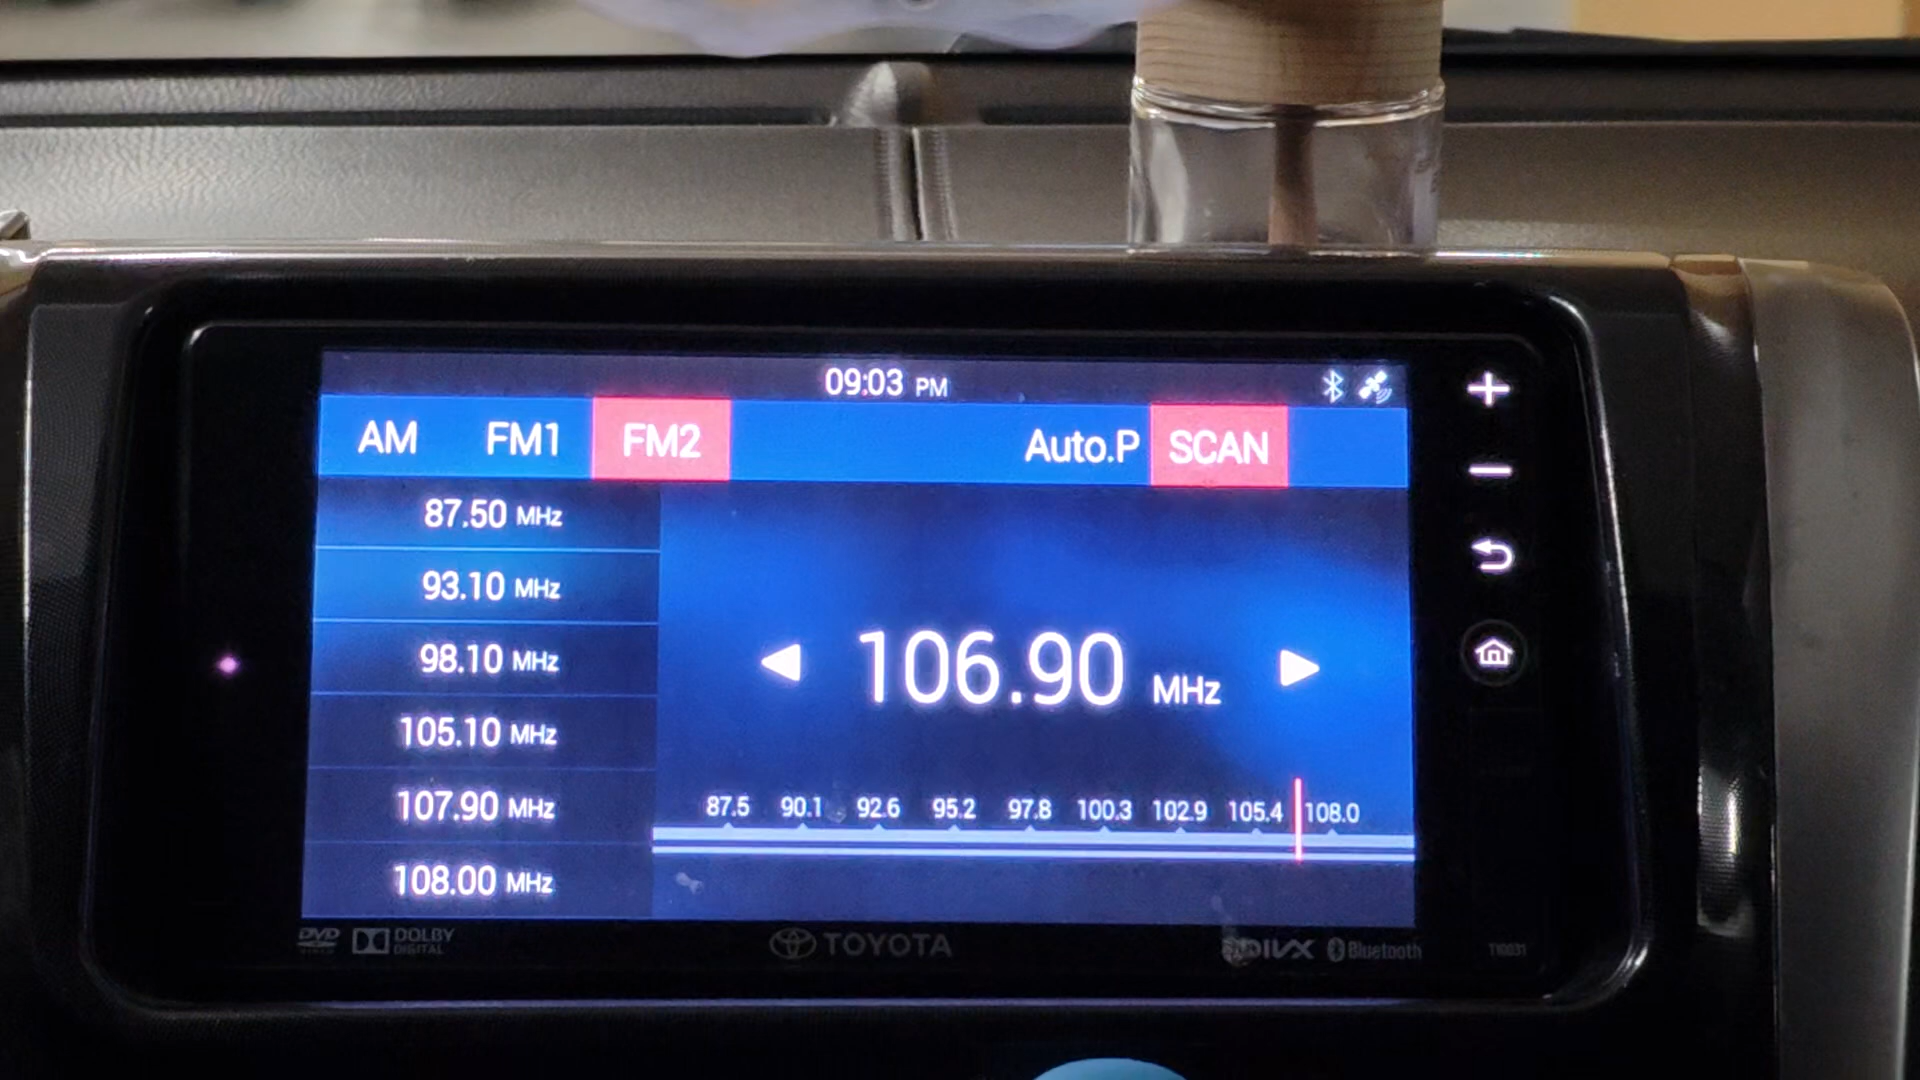 09:03 PM
AM FM1 FM2 Auto.P SCAN
87.50 MHz
93.10 MHz
98.10 MHz
105.10 MHz
107.90 MHz
108.00 MHz
106.90 MHz
87.5 90.1 92.6 95.2 97.8 100.3 102.9 105.4 108.0
DVD VIDEO DOLBY DIGITAL TOYOTA DIVX Bluetooth